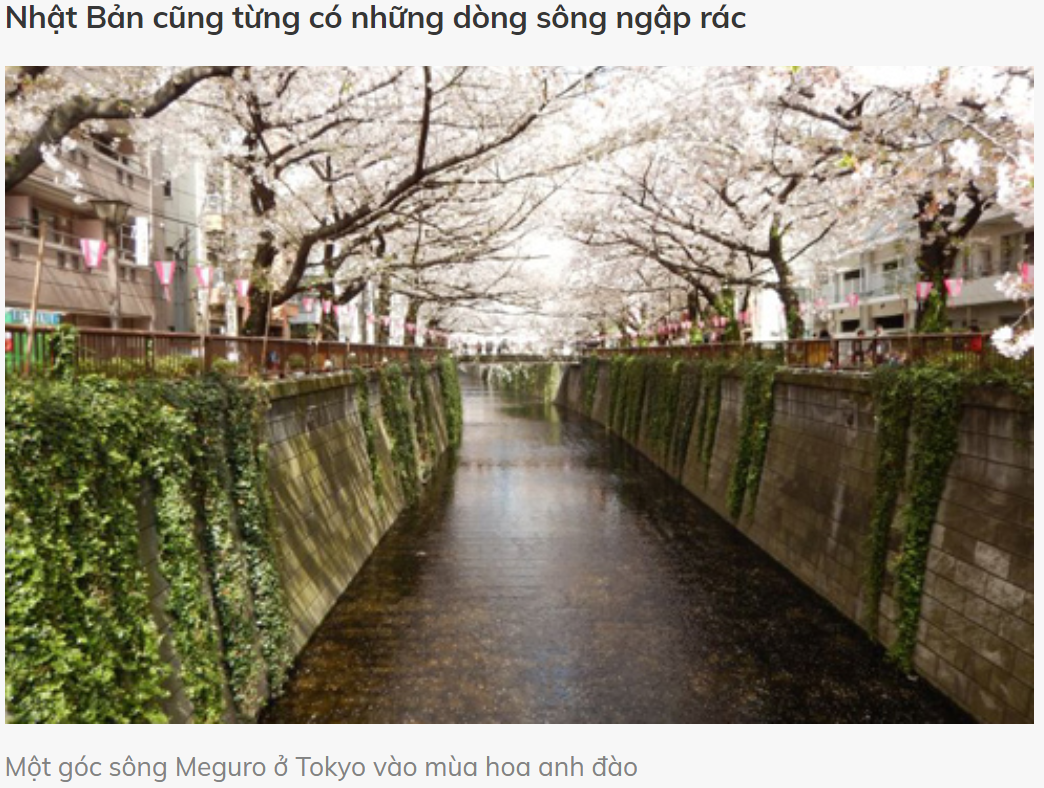 Nhật Bản cũng từng có những dòng sông ngập rác
Một góc sông Meguro ở Tokyo vào mùa hoa anh đào